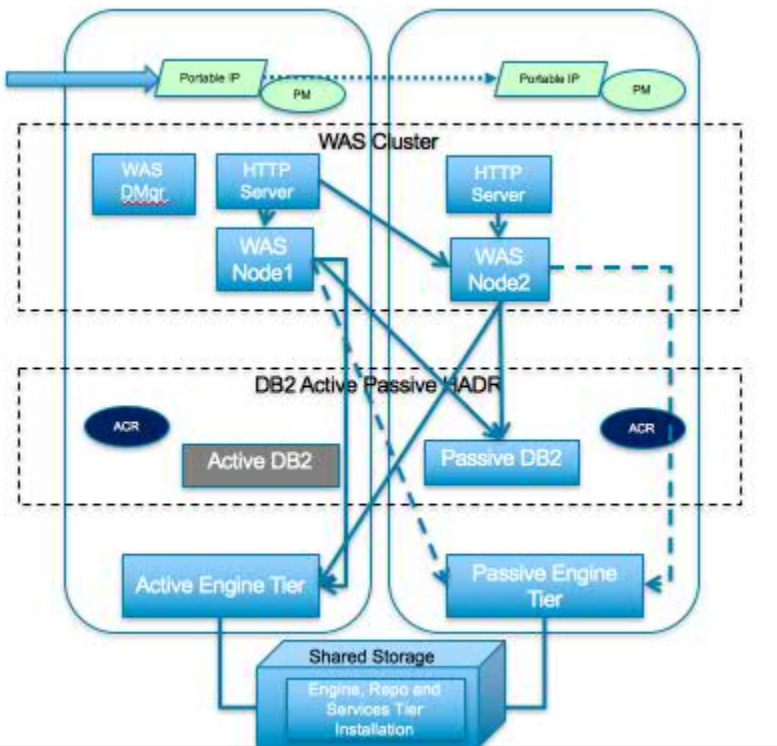 Portable IP
PM
Portable IP
PM
WAS Cluster
WAS
DMgr
HTTP
Server
HTTP
Server
WAS
Node1
WAS
Node2
DB2 Active Passive HADR
ACR
ACR
Active DB2
Passive DB2
Active Engine Tier
Passive Engine
Tier
Shared Storage
Engine, Repo and
Services Tier
Installation